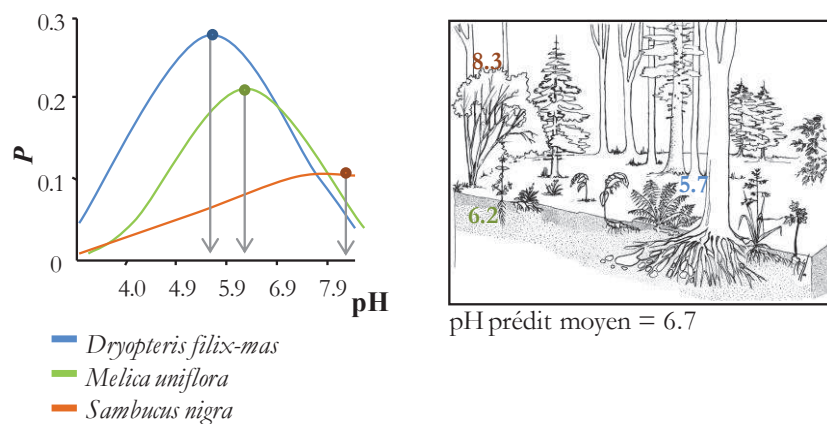 0.3
0.2
P
0.1
0
4.0 4.9 5.9 6.9 7.9 pH
Dryopteris filix-mas
Melica uniflora
Sambucus nigra
8.3
5.7
6.2
pH prédit moyen = 6.7